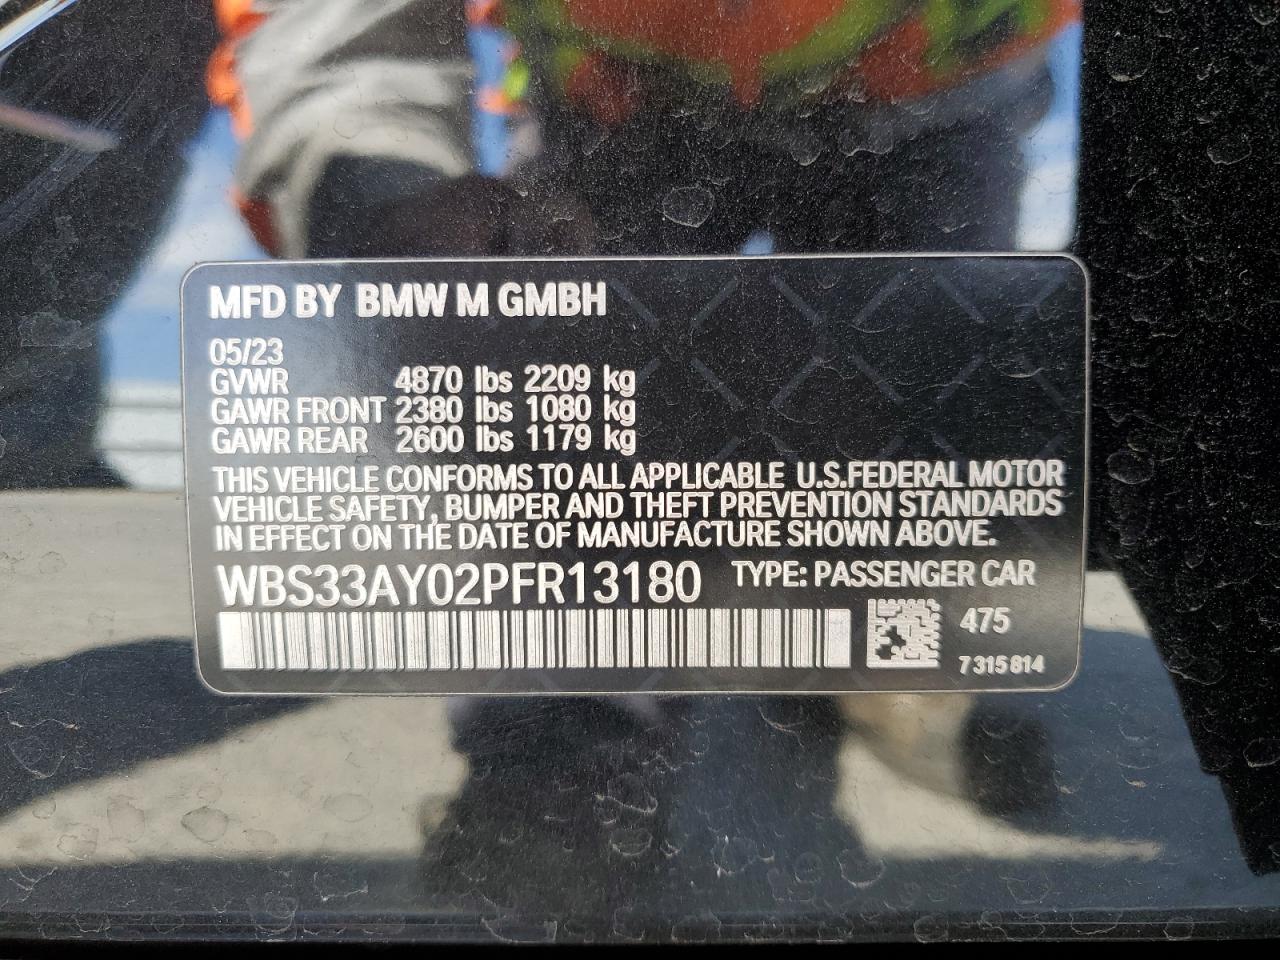 MFD BY BMW M GMBH
05/23
GVWR 4870 lbs 2209 kg
GAWR FRONT 2380 lbs 1080 kg
GAWR REAR 2600 lbs 1179 kg
THIS VEHICLE CONFORMS TO ALL APPLICABLE U.S.FEDERAL MOTOR
VEHICLE SAFETY, BUMPER AND THEFT PREVENTION STANDARDS
IN EFFECT ON THE DATE OF MANUFACTURE SHOWN ABOVE.
WBS33AY02PFR13180 TYPE: PASSENGER CAR
475
7 315 814